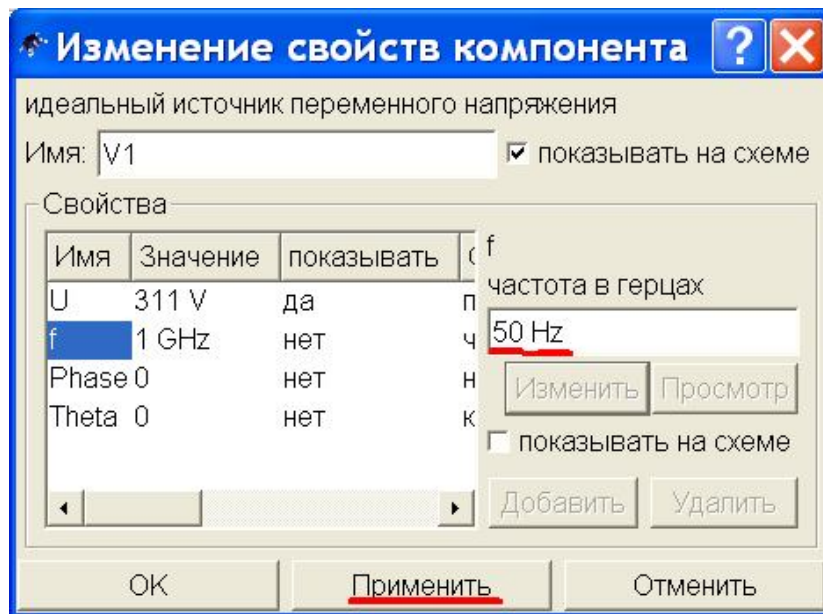 Изменение свойств компонента
идеальный источник переменного напряжения
Имя: V1 показывать на схеме
Свойства
Имя Значение показывать
U 311 V да п
f 1 GHz нет ч
Phase 0 нет н
Theta 0 нет к
f
частота в герцах
50 Hz
Изменить Просмотр
показывать на схеме
Добавить Удалить
OK Применить Отменить